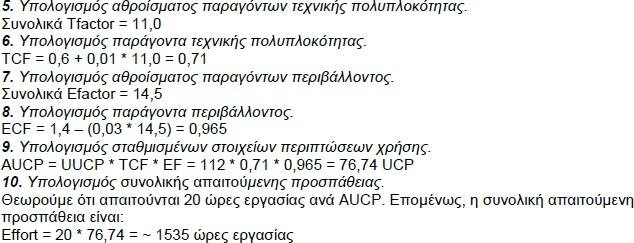 5. Υπολογισμός αθροίσματος παραγόντων τεχνικής πολυπλοκότητας.
Συνολικά Tfactor = 11,0
6. Υπολογισμός παράγοντα τεχνικής πολυπλοκότητας.
TCF = 0,6 + 0,01 * 11,0 = 0,71
7. Υπολογισμός αθροίσματος παραγόντων περιβάλλοντος.
Συνολικά Efactor = 14,5
8. Υπολογισμός παράγοντα περιβάλλοντος.
ECF = 1,4 – (0,03 * 14,5) = 0,965
9. Υπολογισμός σταθμισμένων στοιχείων περιπτώσεων χρήσης.
AUCP = UUCP * TCF * EF = 112 * 0,71 * 0,965 = 76,74 UCP
10. Υπολογισμός συνολικής απαιτούμενης προσπάθειας.
Θεωρούμε ότι απαιτούνται 20 ώρες εργασίας ανά AUCP. Επομένως, η συνολική απαιτούμενη
προσπάθεια είναι:
Effort = 20 * 76,74 = ~ 1535 ώρες εργασίας